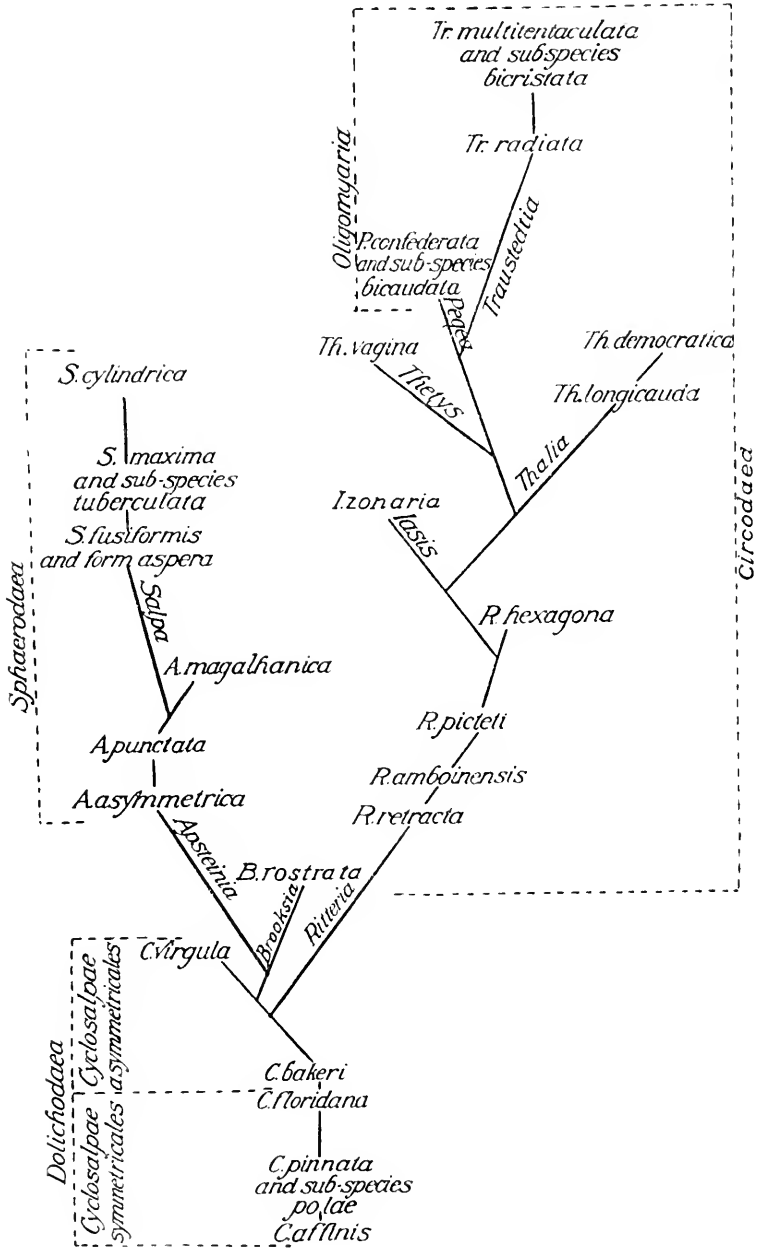 Tr. multitentaculata
and sub-species
bicristata
Tr. radiata
Oligomyaria
P.confederata
and sub-species
bicaudata
Pegea
Traustedtia
Th.vagina
Thetys
Th.democratica
Th.longicauda
Thalia
I.zonaria
Iasis
Circodaed
R.hexagona
R.picteti
R.amboinensis
R.retracta
Ritteria
S.cylindrica
S. maxima
and sub-species
tuberculata
S.fusiformis
and form aspera
Salpa
Sphaerodaea
A.magalhanica
A.punctata
A.asymmetrica
Apsteinia
B.rostrata
Brooksia
C.virgula
Cyclosalpae
asymmetricales
Dolichodaea
C.bakeri
C.floridana
Cyclosalpae
symmetricales
C.pinnata
and sub-species
polae
C.affinis